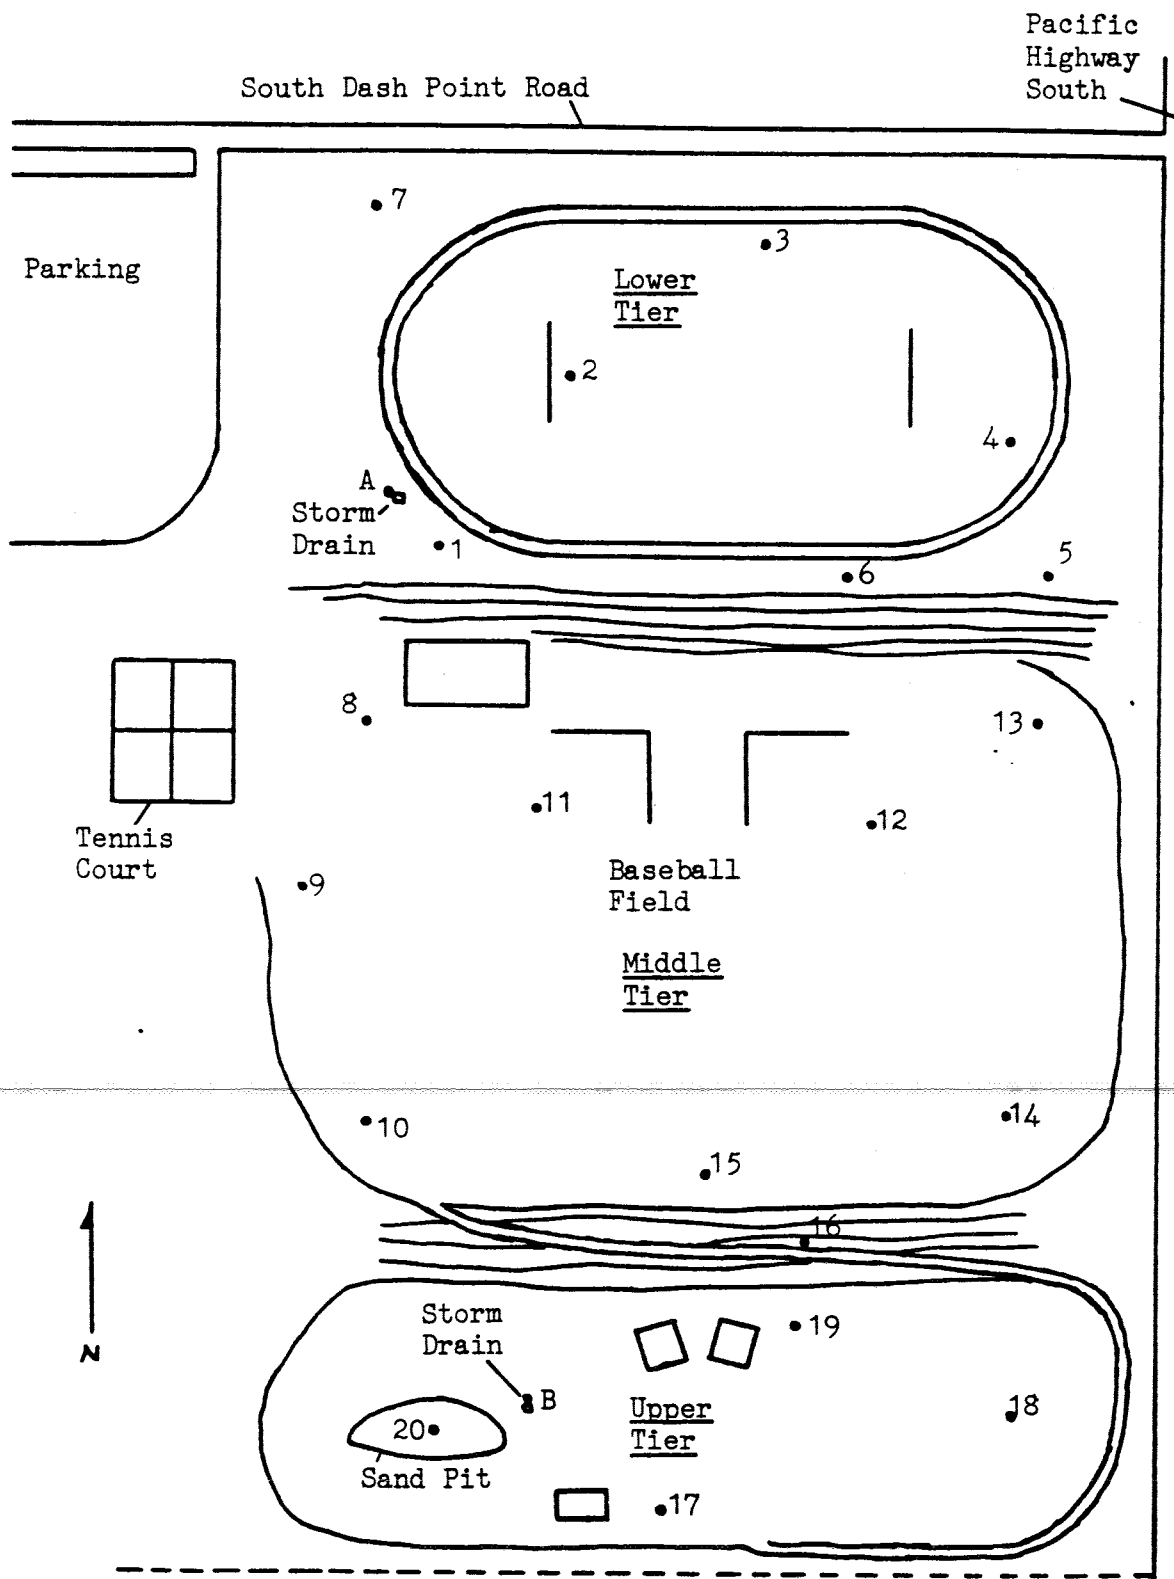 Pacific
Highway
South
South Dash Point Road
7
3
Parking
Lower
Tier
2
4
A
Storm
Drain
1
6
5
8
13
11
12
Tennis
Court
Baseball
Field
9
Middle
Tier
10
14
15
16
N
Storm
Drain
19
B
Upper
Tier
18
20
Sand Pit
17